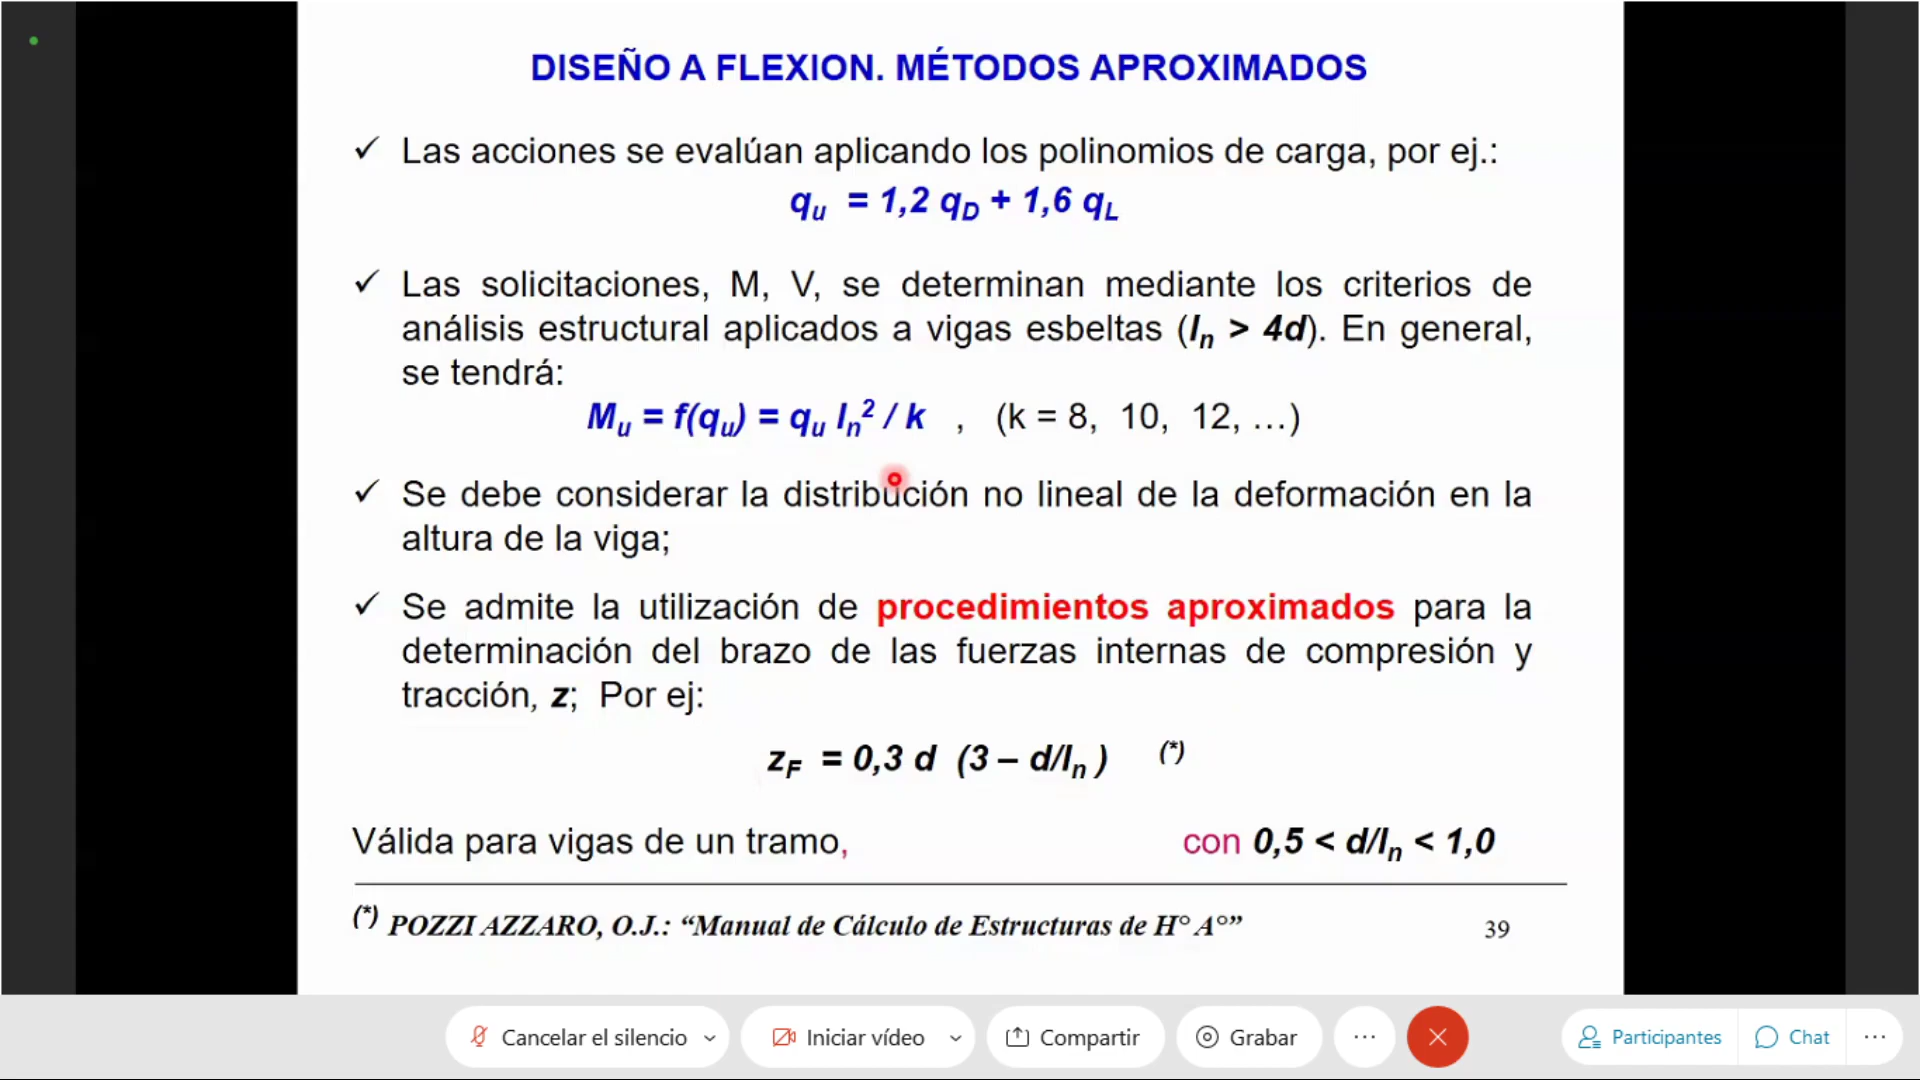 DISEÑO A FLEXION. MÉTODOS APROXIMADOS
✓ Las acciones se evalúan aplicando los polinomios de carga, por ej.:
qu = 1,2 qD + 1,6 qL
✓ Las solicitaciones, M, V, se determinan mediante los criterios de
análisis estructural aplicados a vigas esbeltas (ln > 4d). En general,
se tendrá:
Mu = f(qu) = qu ln² / k , (k = 8, 10, 12, ...)
✓ Se debe considerar la distribución no lineal de la deformación en la
altura de la viga;
✓ Se admite la utilización de procedimientos aproximados para la
determinación del brazo de las fuerzas internas de compresión y
tracción, z; Por ej:
zF = 0,3 d (3 – d/ln ) (*)
Válida para vigas de un tramo, con 0,5 < d/ln < 1,0
(*) POZZI AZZARO, O.J.: “Manual de Cálculo de Estructuras de H° A°” 39
Cancelar el silencio Iniciar vídeo Compartir Grabar ... Participantes Chat ...